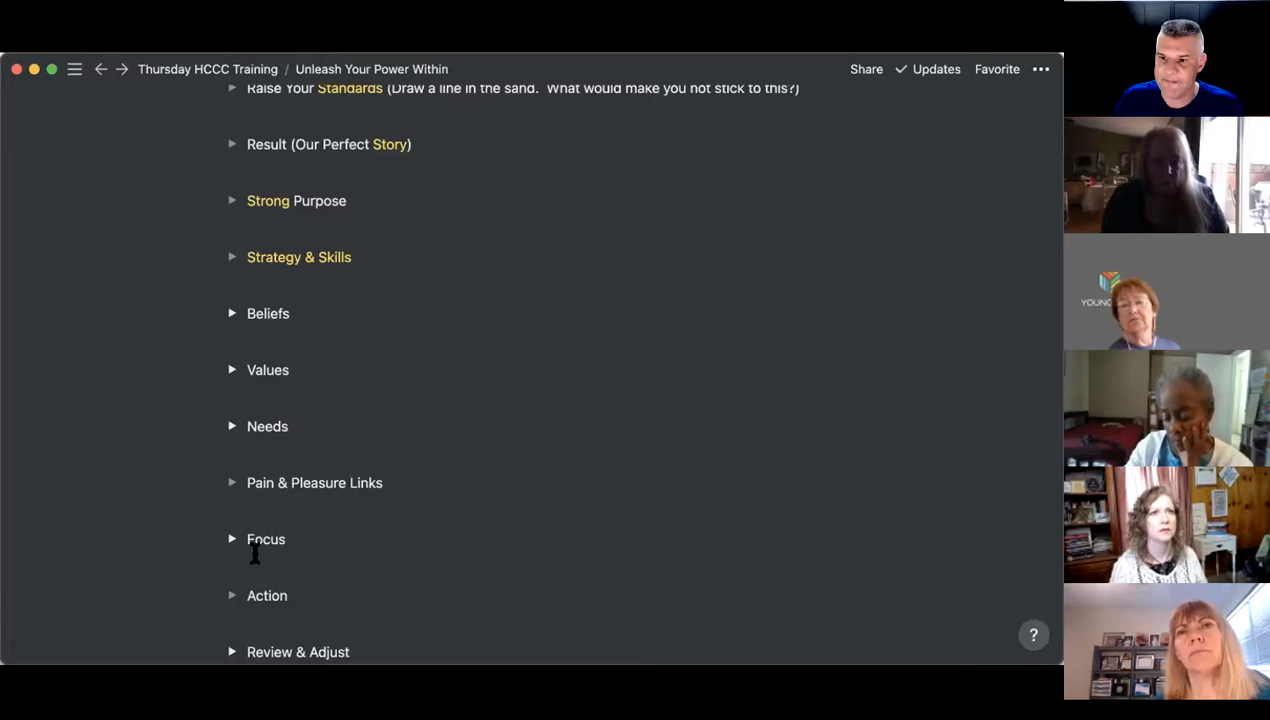 Thursday HCCC Training / Unleash Your Power Within
Share Updates Favorite
Raise Your Standards (Draw a line in the sand. What would make you not stick to this?)
Result (Our Perfect Story)
Strong Purpose
Strategy & Skills
Beliefs
Values
Needs
Pain & Pleasure Links
Focus
Action
Review & Adjust
?